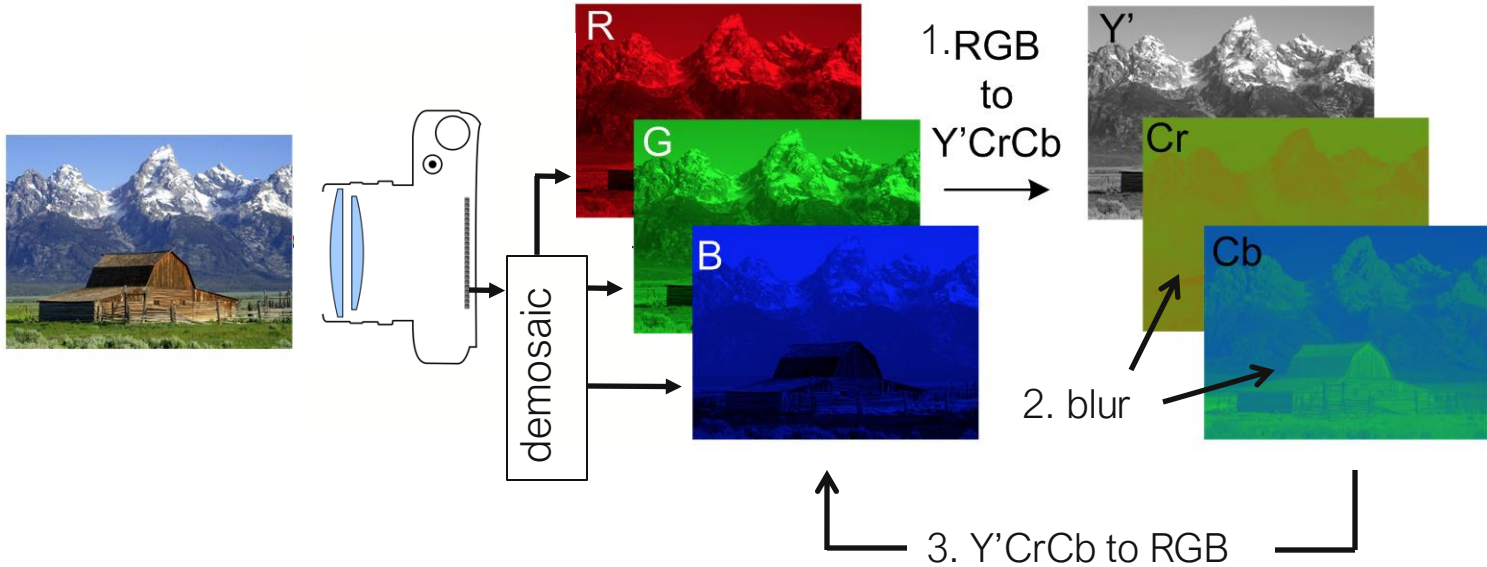 R
G
B
demosaic
1.RGB
to
Y’CrCb
Y’
Cr
Cb
2. blur
3. Y’CrCb to RGB